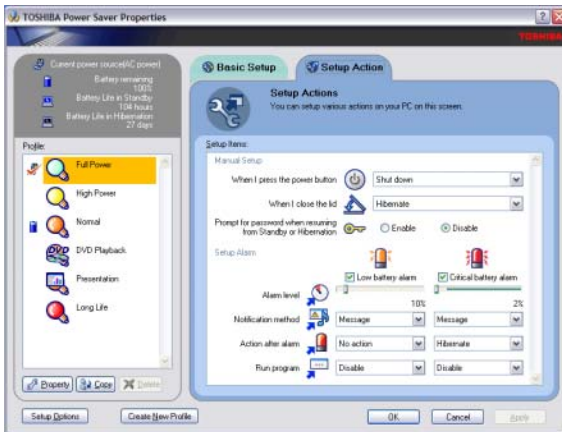 TOSHIBA Power Saver Properties
TOSHIBA
Current power source(AC power)
Battery remaining
100%
Battery Life in Standby
104 hours
Battery Life in Hibernation
27 days
Profile:
Full Power
High Power
Normal
DVD Playback
Presentation
Long Life
Property
Copy
Delete
Setup Options
Create New Profile
Basic Setup
Setup Action
Setup Actions
You can setup various actions on your PC on this screen.
Setup Items:
Manual Setup
When I press the power button
Shut down
When I close the lid
Hibernate
Prompt for password when resuming
from Standby or Hibernation
Enable
Disable
Setup Alarm
Low battery alarm
Critical battery alarm
Alarm level
10%
2%
Notification method
Message
Message
Action after alarm
No action
Hibernate
Run program
Disable
Disable
OK
Cancel
Apply